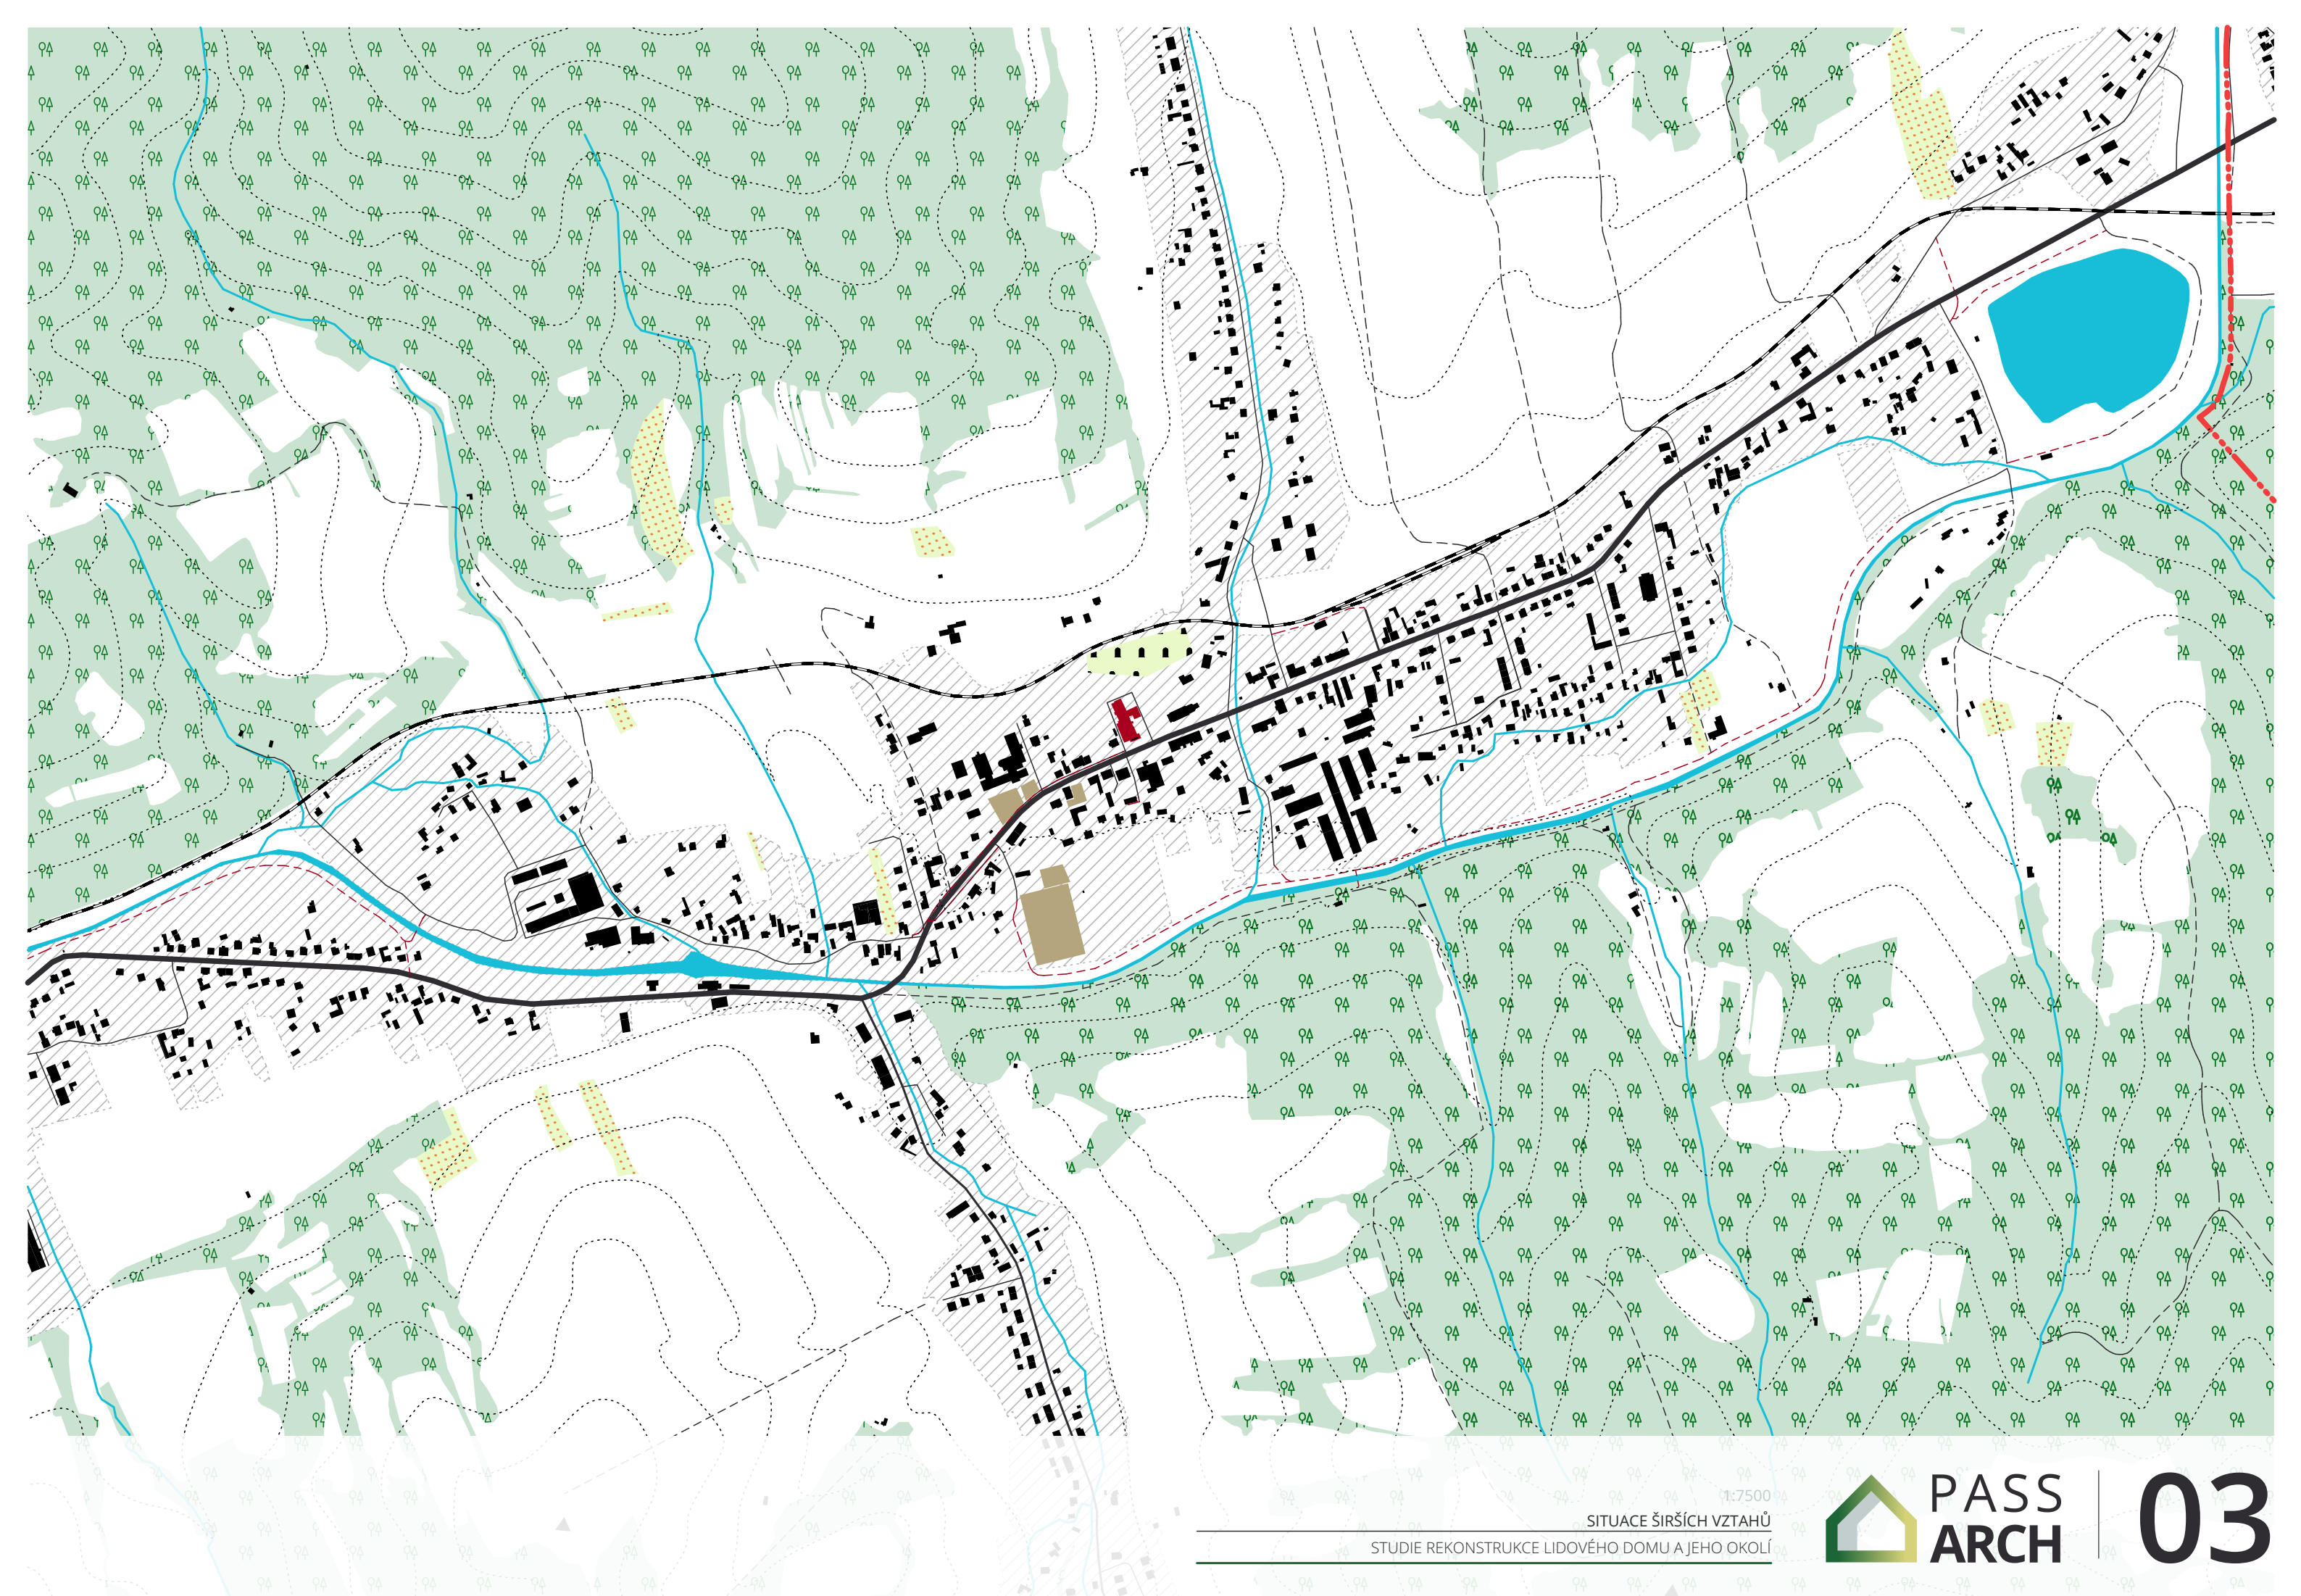 1:7500
SITUACE ŠIRŠÍCH VZTAHŮ
STUDIE REKONSTRUKCE LIDOVÉHO DOMU A JEHO OKOLÍ
PASS
ARCH
03